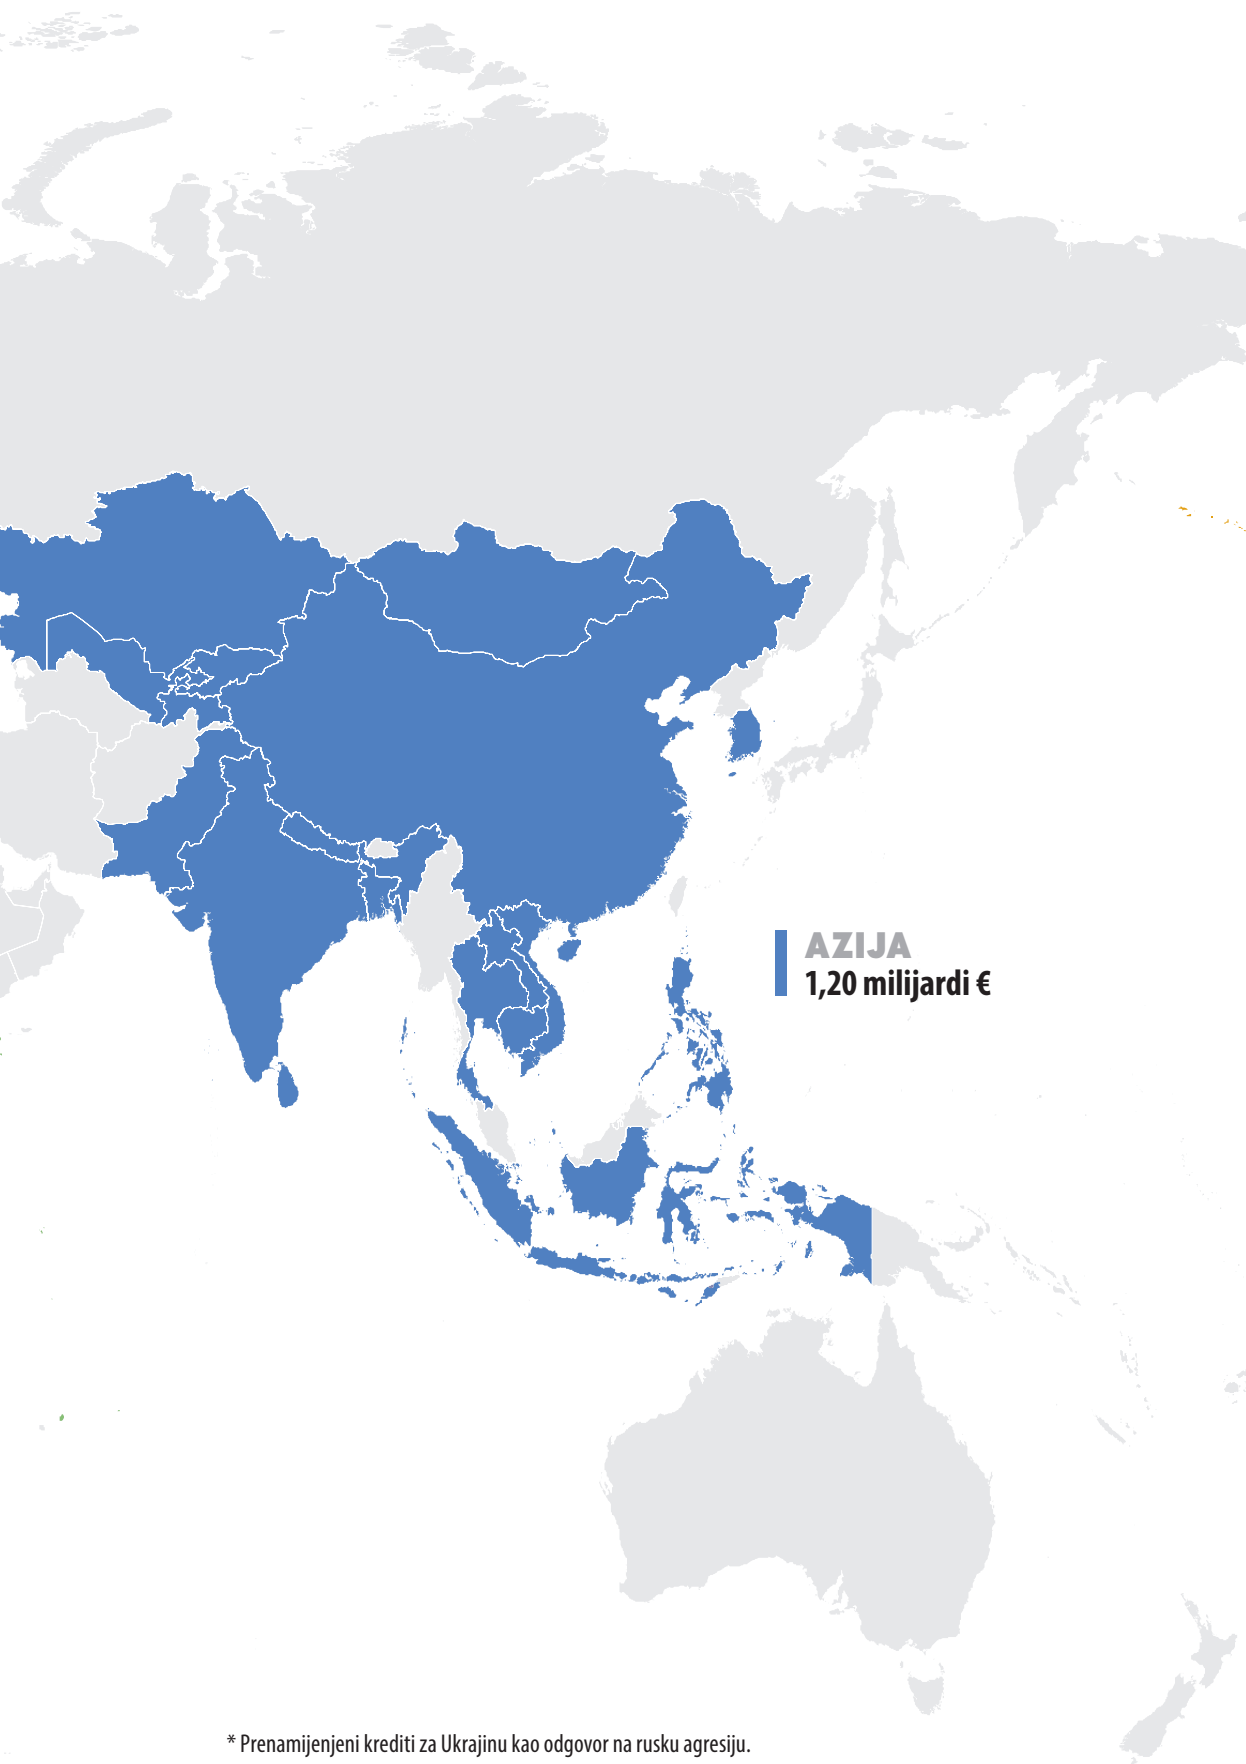 AZIJA
1,20 milijardi €
* Prenamijenjeni krediti za Ukrajinu kao odgovor na rusku agresiju.